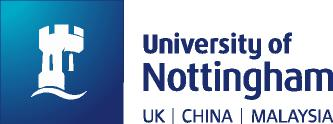 University of
Nottingham
UK | CHINA | MALAYSIA